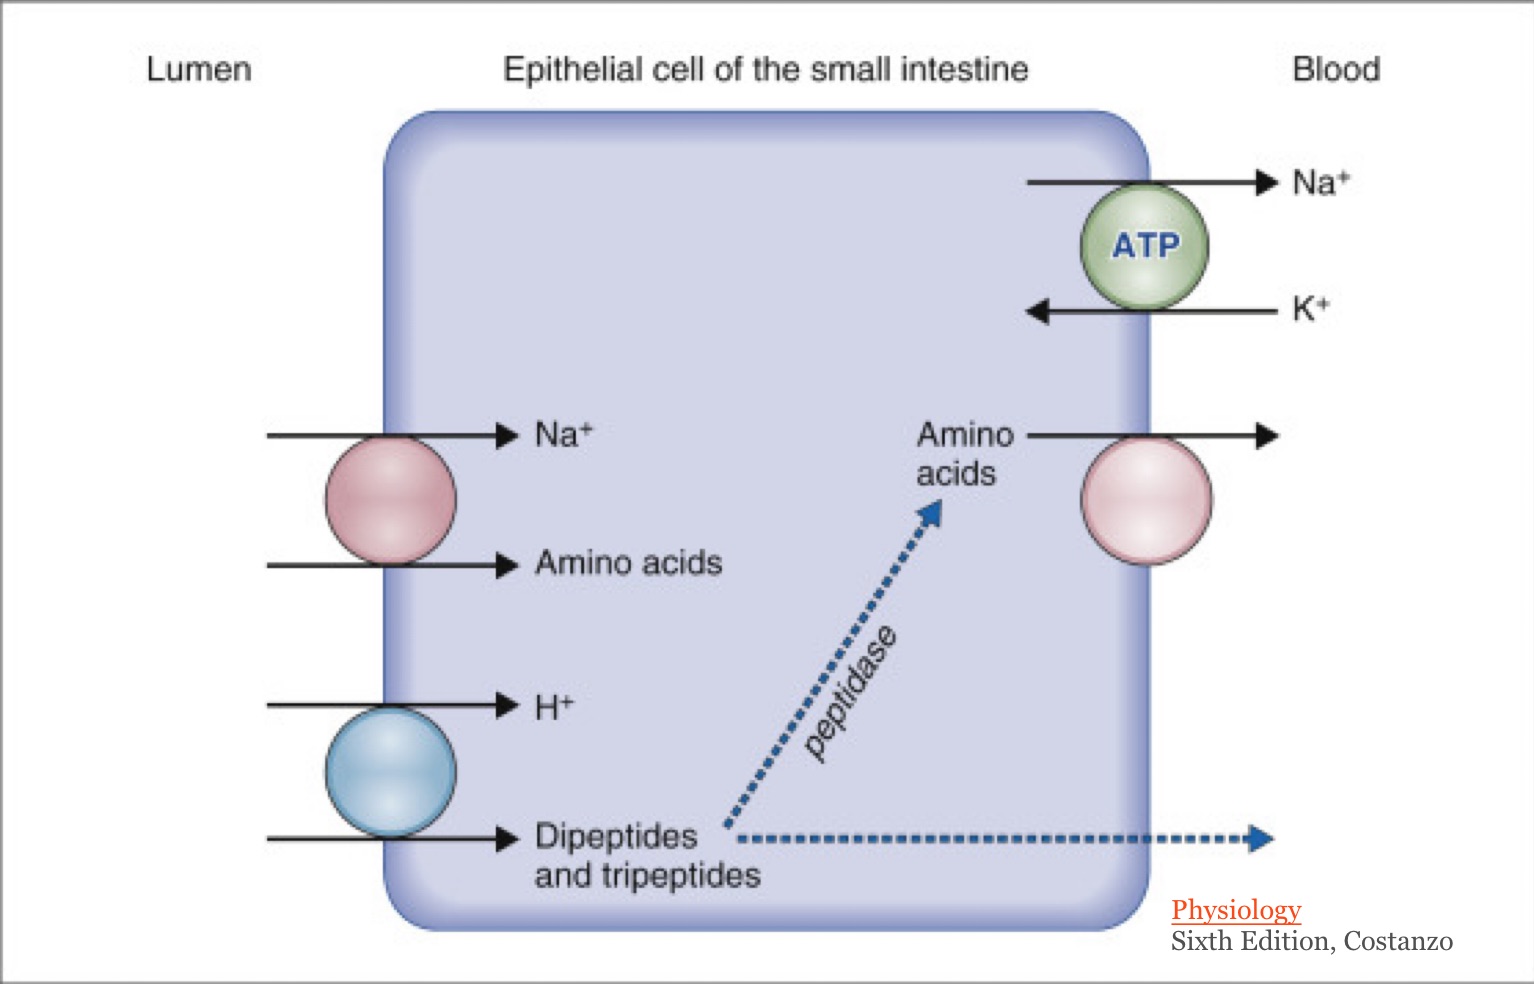 Lumen
Epithelial cell of the small intestine
Blood
Na⁺
ATP
K⁺
Na⁺
Amino
acids
Amino acids
peptidase
H⁺
Dipeptides
and tripeptides
Physiology
Sixth Edition, Costanzo